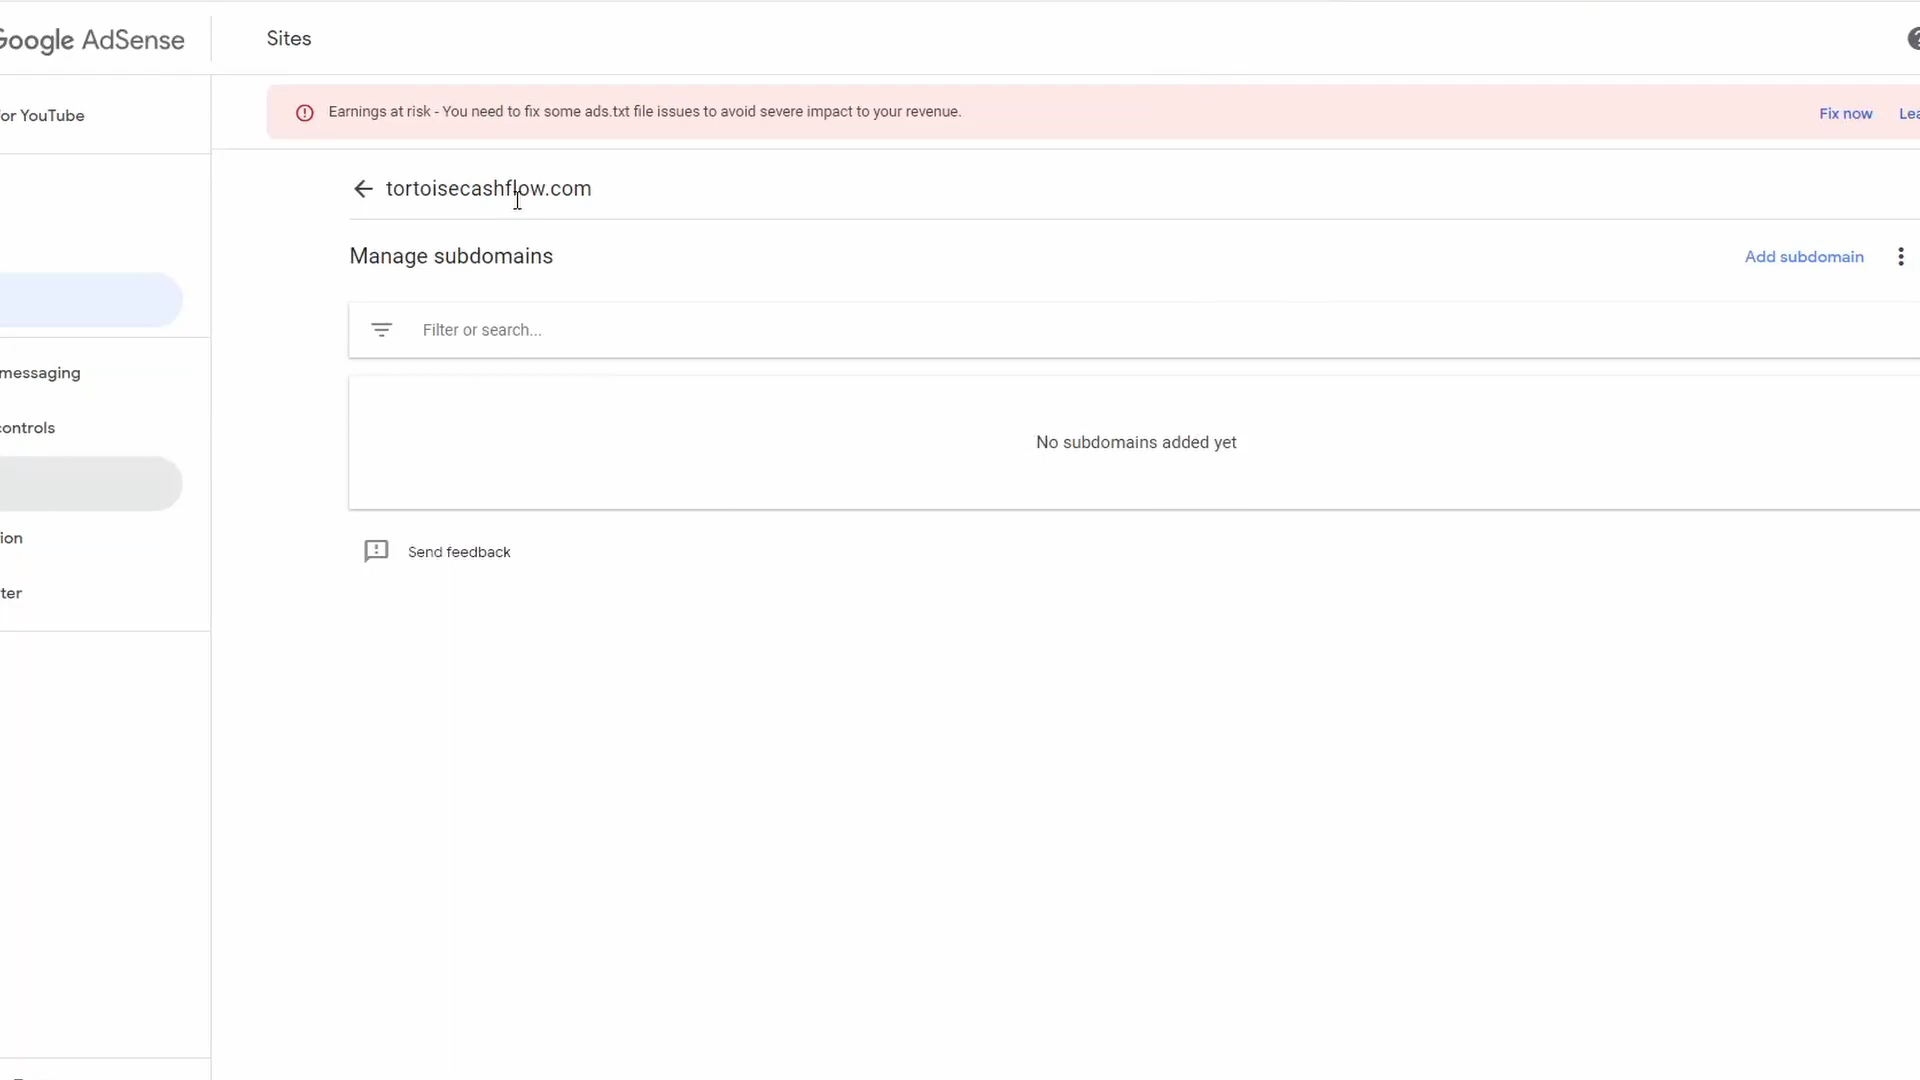 Google AdSense
Sites
or YouTube
Earnings at risk - You need to fix some ads.txt file issues to avoid severe impact to your revenue.
Fix now
Lea
tortoisecashflow.com
Manage subdomains
Add subdomain
Filter or search...
messaging
controls
No subdomains added yet
ion
Send feedback
ter